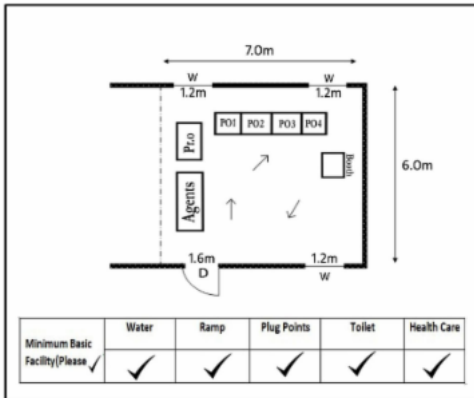 7.0m
W
W
1.2m
1.2m
PO1 PO2 PO3 PO4
Pr.o
Booth
6.0m
Agents
1.6m
1.2m
D
W
Water Ramp Plug Points Toilet Health Care
Minimum Basic
Facility(Please ✓ ✓ ✓ ✓ ✓ ✓